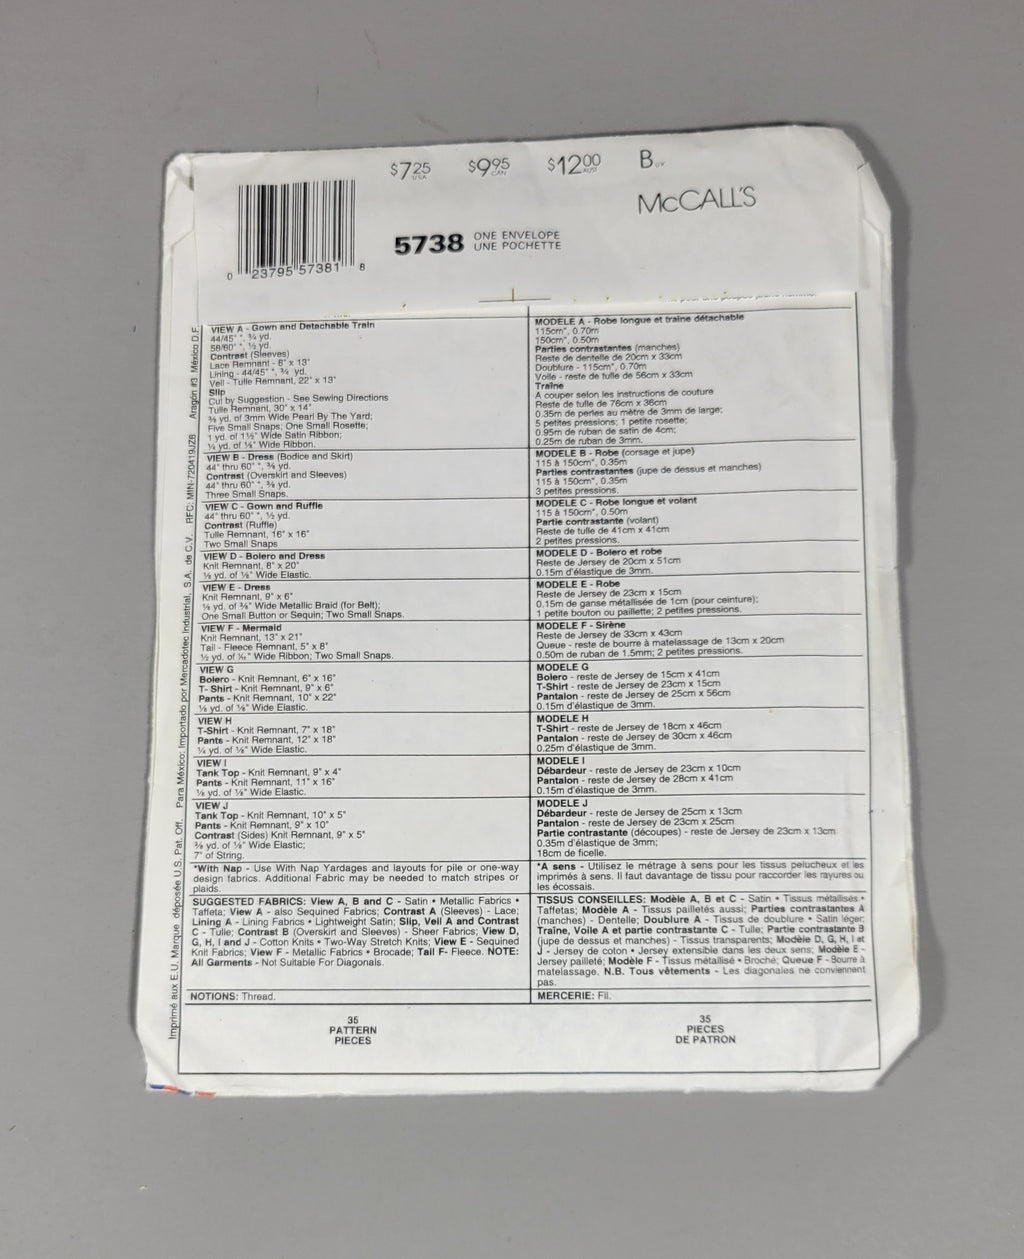 $7.25 USA $9.95 CAN $12.00 AUST B UY
McCALL'S
0 23795 57381 8
5738 ONE ENVELOPE
UNE POCHETTE
VIEW A - Gown and Detachable Train
44/45"*, ¾ yd.
58/60"*, ½ yd.
Contrast (Sleeves)
Lace Remnant - 8" x 13"
Lining - 44/45"*, ¾ yd.
Veil - Tulle Remnant, 22" x 13"
Slip
Cut by Suggestion - See Sewing Directions
Tulle Remnant, 30" x 14"
⅜ yd. of 3mm Wide Pearl By The Yard;
Five Small Snaps; One Small Rosette;
1 yd. of 1½" Wide Satin Ribbon;
¼ yd. of ⅛" Wide Ribbon.
VIEW B - Dress (Bodice and Skirt)
44" thru 60"*, ⅜ yd.
Contrast (Overskirt and Sleeves)
44" thru 60"*, ⅜ yd.
Three Small Snaps.
VIEW C - Gown and Ruffle
44" thru 60"*, ½ yd.
Contrast (Ruffle)
Tulle Remnant, 16" x 16"
Two Small Snaps
VIEW D - Bolero and Dress
Knit Remnant, 8" x 20"
⅛ yd. of ⅛" Wide Elastic.
VIEW E - Dress
Knit Remnant, 9" x 6"
⅛ yd. of ⅜" Wide Metallic Braid (for Belt);
One Small Button or Sequin; Two Small Snaps.
VIEW F - Mermaid
Knit Remnant, 13" x 21"
Tail - Fleece Remnant, 5" x 8"
½ yd. of 1/16" Wide Ribbon; Two Small Snaps.
VIEW G
Bolero - Knit Remnant, 6" x 16"
T- Shirt - Knit Remnant, 9" x 6"
Pants - Knit Remnant, 10" x 22"
⅛ yd. of ⅛" Wide Elastic.
VIEW H
T-Shirt - Knit Remnant, 7" x 18"
Pants - Knit Remnant, 12" x 18"
¼ yd. of ⅛" Wide Elastic.
VIEW I
Tank Top - Knit Remnant, 9" x 4"
Pants - Knit Remnant, 11" x 16"
⅛ yd. of ⅛" Wide Elastic.
VIEW J
Tank Top - Knit Remnant, 10" x 5"
Pants - Knit Remnant, 9" x 10"
Contrast (Sides) Knit Remnant, 9" x 5"
⅜ yd. of ⅛" Wide Elastic;
7" of String.
*With Nap - Use With Nap Yardages and layouts for pile or one-way
design fabrics. Additional Fabric may be needed to match stripes or
plaids.
SUGGESTED FABRICS: View A, B and C - Satin • Metallic Fabrics •
Taffeta; View A - also Sequined Fabrics; Contrast A (Sleeves) - Lace;
Lining A - Lining Fabrics • Lightweight Satin; Slip, Veil A and Contrast
C - Tulle; Contrast B (Overskirt and Sleeves) - Sheer Fabrics; View D,
G, H, I and J - Cotton Knits • Two-Way Stretch Knits; View E - Sequined
Knit Fabrics; View F - Metallic Fabrics • Brocade; Tail F- Fleece. NOTE:
All Garments - Not Suitable For Diagonals.
NOTIONS: Thread.
35
PATTERN
PIECES
MODELE A - Robe longue et traîne détachable
115cm*, 0.70m
150cm*, 0.50m
Parties contrastantes (manches)
Reste de dentelle de 20cm x 33cm
Doublure - 115cm*, 0.70m
Voile - reste de tulle de 56cm x 33cm
Traîne
A couper selon les instructions de couture
Reste de tulle de 76cm x 36cm
0.35m de perles au mètre de 3mm de large;
5 petites pressions; 1 petite rosette;
0.95m de ruban de satin de 4cm;
0.25m de ruban de 3mm.
MODELE B - Robe (corsage et jupe)
115 à 150cm*, 0.35m
Parties contrastantes (jupe de dessus et manches)
115 à 150cm*, 0.35m
3 petites pressions.
MODELE C - Robe longue et volant
115 à 150cm*, 0.50m
Partie contrastante (volant)
Reste de tulle de 41cm x 41cm
2 petites pressions.
MODELE D - Bolero et robe
Reste de Jersey de 20cm x 51cm
0.15m d'élastique de 3mm.
MODELE E - Robe
Reste de Jersey de 23cm x 15cm
0.15m de ganse métallisée de 1cm (pour ceinture);
1 petite bouton ou paillette; 2 petites pressions.
MODELE F - Sirène
Reste de Jersey de 33cm x 43cm
Queue - reste de bourre à matelassage de 13cm x 20cm
0.50m de ruban de 1.5mm; 2 petites pressions.
MODELE G
Bolero - reste de Jersey de 15cm x 41cm
T-Shirt - reste de Jersey de 23cm x 15cm
Pantalon - reste de Jersey de 25cm x 56cm
0.15m d'élastique de 3mm.
MODELE H
T-Shirt - reste de Jersey de 18cm x 46cm
Pantalon - reste de Jersey de 30cm x 46cm
0.25m d'élastique de 3mm.
MODELE I
Débardeur - reste de Jersey de 23cm x 10cm
Pantalon - reste de Jersey de 28cm x 41cm
0.15m d'élastique de 3mm.
MODELE J
Débardeur - reste de Jersey de 25cm x 13cm
Pantalon - reste de Jersey de 23cm x 25cm
Partie contrastante (découpes) - reste de Jersey de 23cm x 13cm
0.35m d'élastique de 3mm;
18cm de ficelle.
*A sens - Utilisez le métrage à sens pour les tissus pelucheux et les
imprimés à sens. Il faut davantage de tissu pour raccorder les rayures ou
les écossais.
TISSUS CONSEILLES: Modèle A, B et C - Satin • Tissus métallisés •
Taffetas; Modèle A - Tissus pailletés aussi; Parties contrastantes A
(manches) - Dentelle; Doublure A - Tissus de doublure • Satin léger;
Traîne, Voile A et partie contrastante C - Tulle; Partie contrastante B
(jupe de dessus et manches) - Tissus transparents; Modèle D, G, H, I et
J - Jersey de coton • Jersey extensible dans les deux sens; Modèle E -
Jersey pailleté; Modèle F - Tissus métallisé • Broché; Queue F - Bourre à
matelassage. N.B. Tous vêtements - Les diagonales ne conviennent
pas.
MERCERIE: Fil.
35
PIECES
DE PATRON
Imprimé aux E.U. Marque déposée U.S. Pat. Off. Para México: Importado por Mercadotec Industrial, S.A. de C.V. RFC: MIN-720419JZ8 Aragón #3 México D.F.